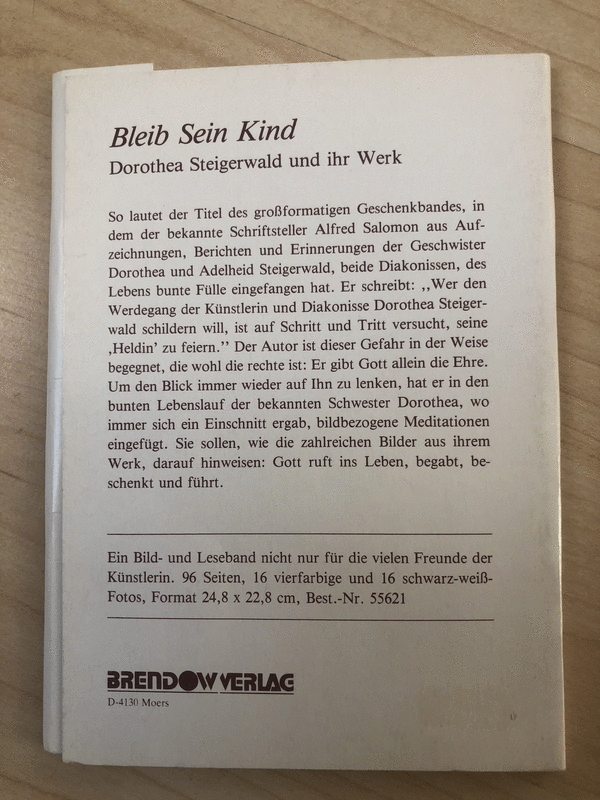 Bleib Sein Kind
Dorothea Steigerwald und ihr Werk
So lautet der Titel des großformatigen Geschenkbandes, in
dem der bekannte Schriftsteller Alfred Salomon aus Auf-
zeichnungen, Berichten und Erinnerungen der Geschwister
Dorothea und Adelheid Steigerwald, beide Diakonissen, des
Lebens bunte Fülle eingefangen hat. Er schreibt: ,,Wer den
Werdegang der Künstlerin und Diakonisse Dorothea Steiger-
wald schildern will, ist auf Schritt und Tritt versucht, seine
‚Heldin’ zu feiern.” Der Autor ist dieser Gefahr in der Weise
begegnet, die wohl die rechte ist: Er gibt Gott allein die Ehre.
Um den Blick immer wieder auf Ihn zu lenken, hat er in den
bunten Lebenslauf der bekannten Schwester Dorothea, wo
immer sich ein Einschnitt ergab, bildbezogene Meditationen
eingefügt. Sie sollen, wie die zahlreichen Bilder aus ihrem
Werk, darauf hinweisen: Gott ruft ins Leben, begabt, be-
schenkt und führt.
Ein Bild- und Leseband nicht nur für die vielen Freunde der
Künstlerin. 96 Seiten, 16 vierfarbige und 16 schwarz-weiß-
Fotos, Format 24,8 x 22,8 cm, Best.-Nr. 55621
BRENDOW VERLAG
D-4130 Moers